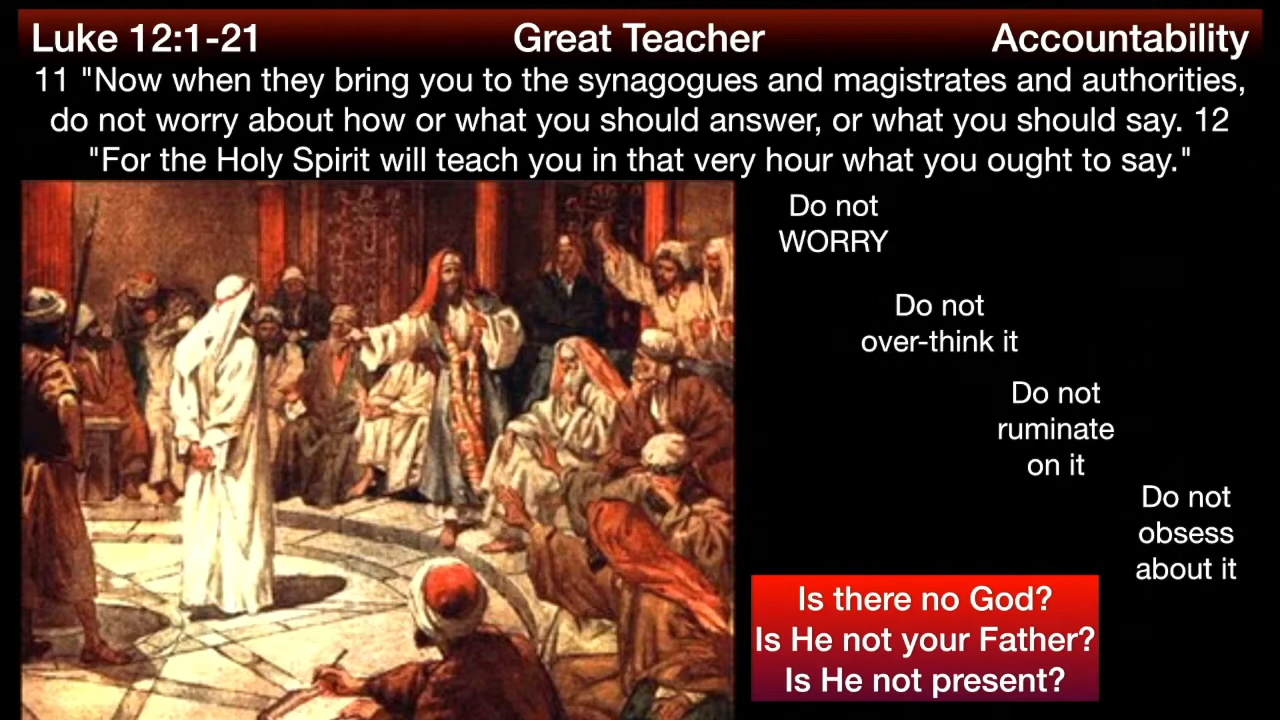 Luke 12:1-21 Great Teacher Accountability
11 "Now when they bring you to the synagogues and magistrates and authorities,
do not worry about how or what you should answer, or what you should say. 12
"For the Holy Spirit will teach you in that very hour what you ought to say."
Do not
WORRY
Do not
over-think it
Do not
ruminate
on it
Do not
obsess
about it
Is there no God?
Is He not your Father?
Is He not present?